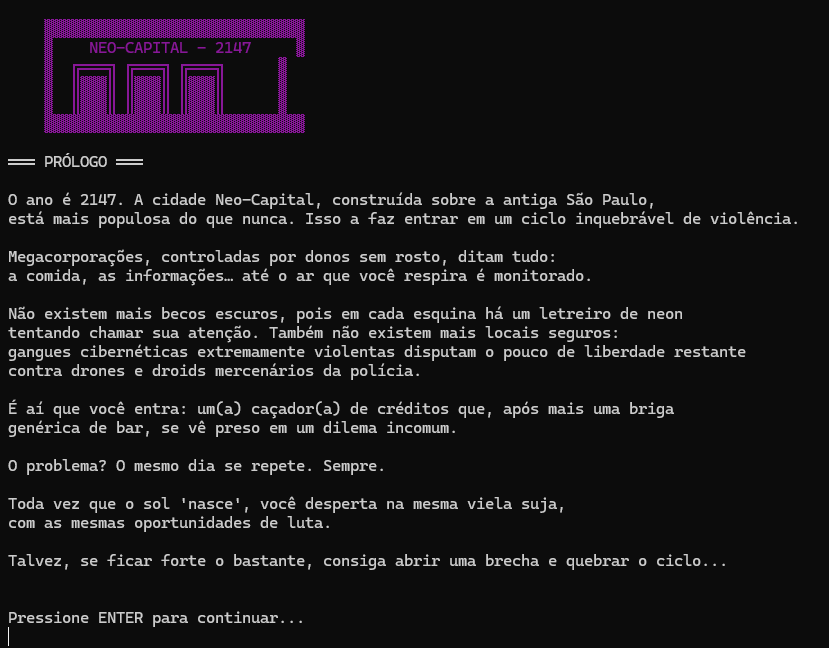 NEO-CAPITAL - 2147
═══ PRÓLOGO ═══
O ano é 2147. A cidade Neo-Capital, construída sobre a antiga São Paulo,
está mais populosa do que nunca. Isso a faz entrar em um ciclo inquebrável de violência.
Megacorporações, controladas por donos sem rosto, ditam tudo:
a comida, as informações… até o ar que você respira é monitorado.
Não existem mais becos escuros, pois em cada esquina há um letreiro de neon
tentando chamar sua atenção. Também não existem mais locais seguros:
gangues cibernéticas extremamente violentas disputam o pouco de liberdade restante
contra drones e droids mercenários da polícia.
É aí que você entra: um(a) caçador(a) de créditos que, após mais uma briga
genérica de bar, se vê preso em um dilema incomum.
O problema? O mesmo dia se repete. Sempre.
Toda vez que o sol 'nasce', você desperta na mesma viela suja,
com as mesmas oportunidades de luta.
Talvez, se ficar forte o bastante, consiga abrir uma brecha e quebrar o ciclo...
Pressione ENTER para continuar...